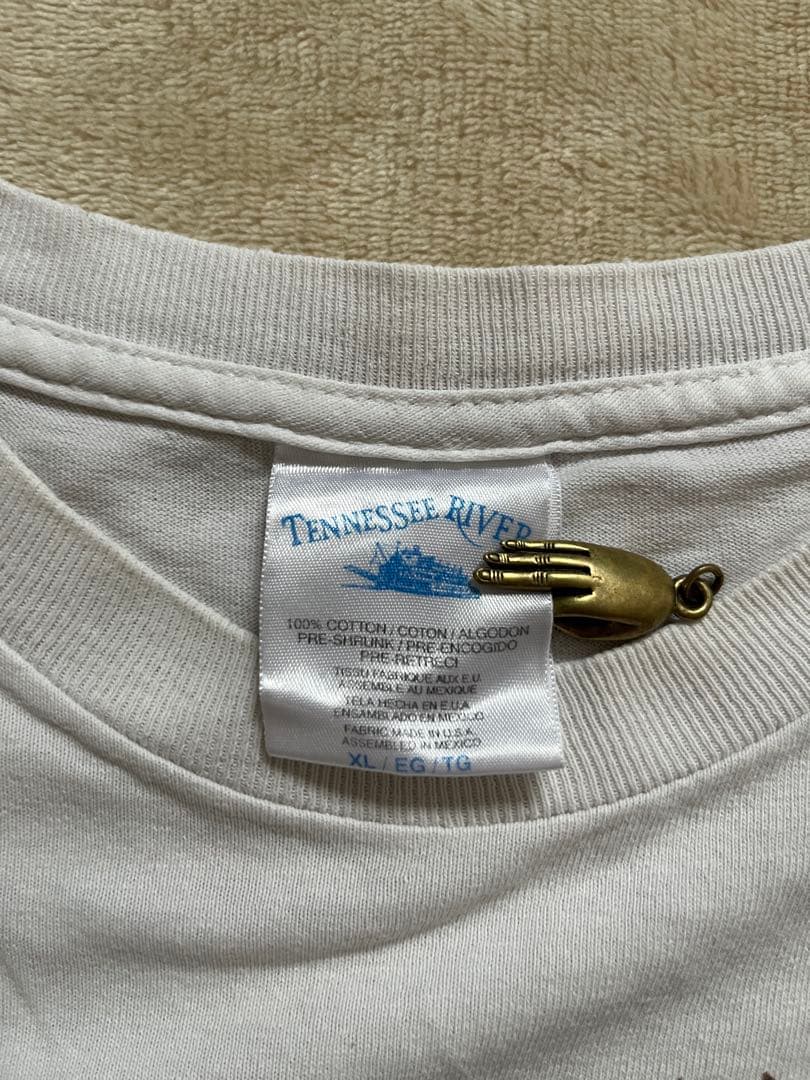 TENNESSEE RIVER
100% COTTON / COTON / ALGODON
PRE-SHRUNK / PRE-ENCOGIDO
PRE-RETRECI
TISSU FABRIQUE AUX E.U.
ASSEMBLE AU MEXIQUE
TELA HECHA EN E.U.A.
ENSAMBLADO EN MEXICO
FABRIC MADE IN U.S.A.
ASSEMBLED IN MEXICO
XL / EG / TG